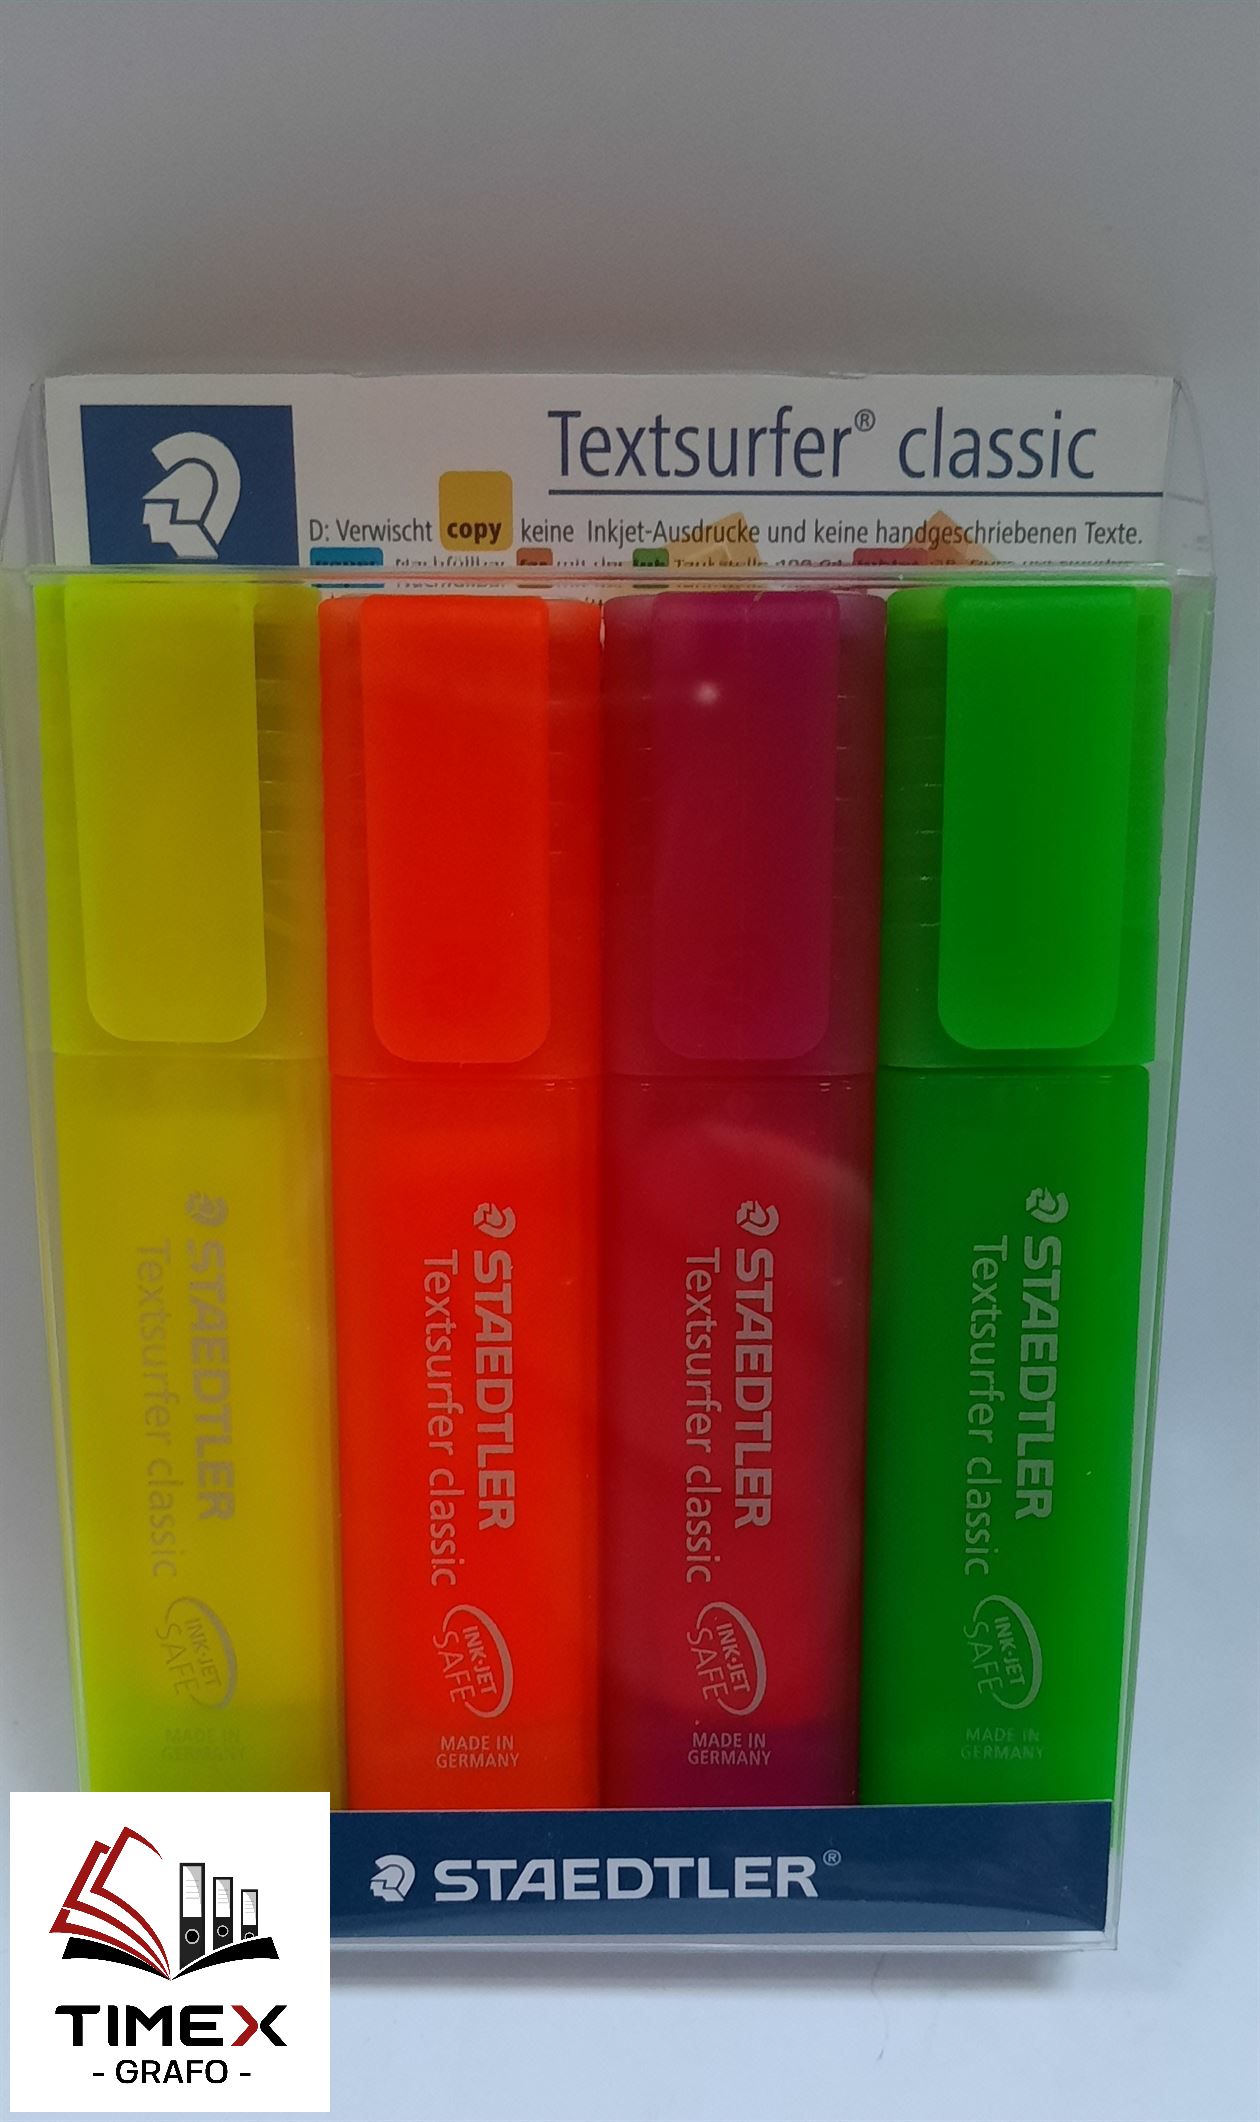 Textsurfer® classic
D: Verwischt copy keine Inkjet-Ausdrucke und keine handgeschriebenen Texte.
STAEDTLER
Textsurfer classic
INK-JET
SAFE
MADE IN
GERMANY
STAEDTLER
Textsurfer classic
INK-JET
SAFE
MADE IN
GERMANY
STAEDTLER
Textsurfer classic
INK-JET
SAFE
MADE IN
GERMANY
STAEDTLER
Textsurfer classic
INK-JET
SAFE
MADE IN
GERMANY
STAEDTLER®
TIMEX
- GRAFO -